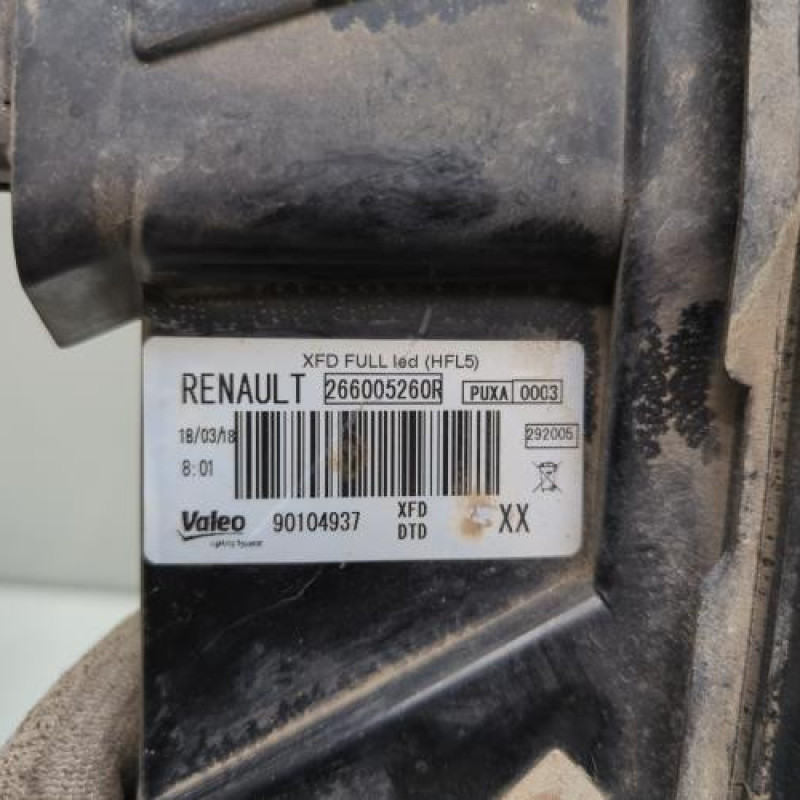 XFD FULL led (HFL5)
RENAULT 266005260R PUXA 0003
18/03/18 292005
8:01
Valeo 90104937 XFD XX
DTD